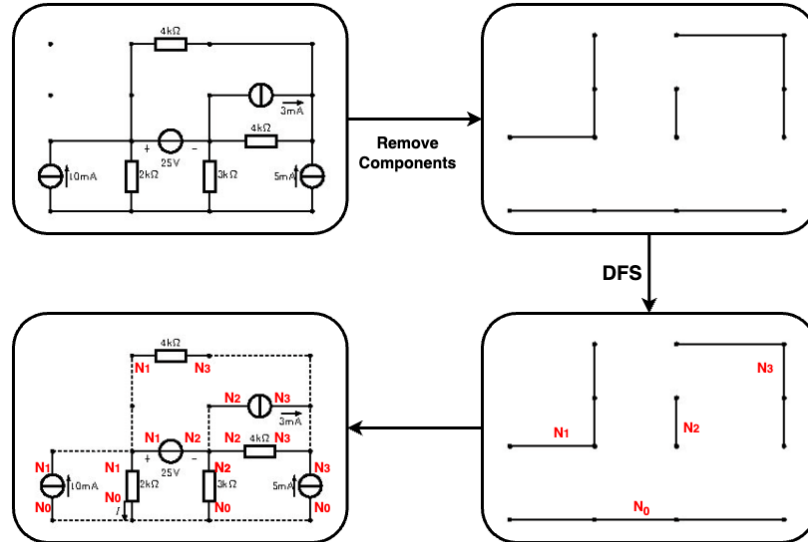 4kΩ
3mA
4kΩ
+ 25V -
10mA
2kΩ
3kΩ
5mA
Remove
Components
DFS
4kΩ
N1 N3
N2 N3
3mA
N1 N2 N2 4kΩ N3
N1 N1 + 25V - N2 N3
10mA
2kΩ
3kΩ
5mA
N0 N0 I N0 N0
N3
N1
N2
N0